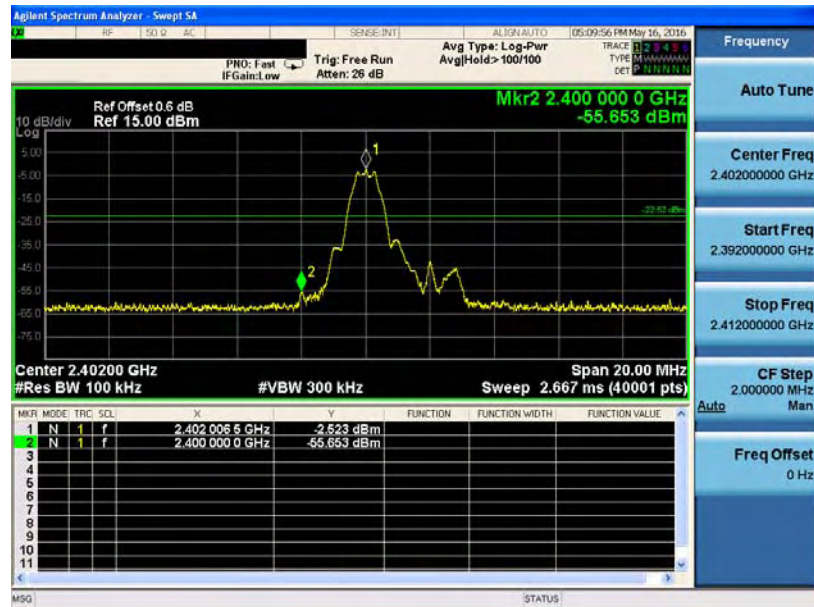 Agilent Spectrum Analyzer - Swept SA
RF 50 Ω AC SENSE:INT ALIGN AUTO 05:09:56 PM May 16, 2016
PNO: Fast Trig: Free Run Avg Type: Log-Pwr TRACE 1 2 3 4 5 6
IFGain:Low Atten: 26 dB Avg|Hold:>100/100 TYPE M
DET P N N N N N
Ref Offset 0.6 dB Mkr2 2.400 000 0 GHz
10 dB/div Ref 15.00 dBm -55.653 dBm
Log
5.00
-5.00
-15.0
-25.0
-35.0
-45.0
-55.0
-65.0
-75.0
1
2
-22.52 dBm
Center 2.40200 GHz Span 20.00 MHz
#Res BW 100 kHz #VBW 300 kHz Sweep 2.667 ms (40001 pts)
MKR MODE TRC SCL X Y FUNCTION FUNCTION WIDTH FUNCTION VALUE
1 N 1 f 2.402 006 5 GHz -2.523 dBm
2 N 1 f 2.400 000 0 GHz -55.653 dBm
3
4
5
6
7
8
9
10
11
MSG STATUS
Frequency
Auto Tune
Center Freq
2.402000000 GHz
Start Freq
2.392000000 GHz
Stop Freq
2.412000000 GHz
CF Step
2.000000 MHz
Auto Man
Freq Offset
0 Hz